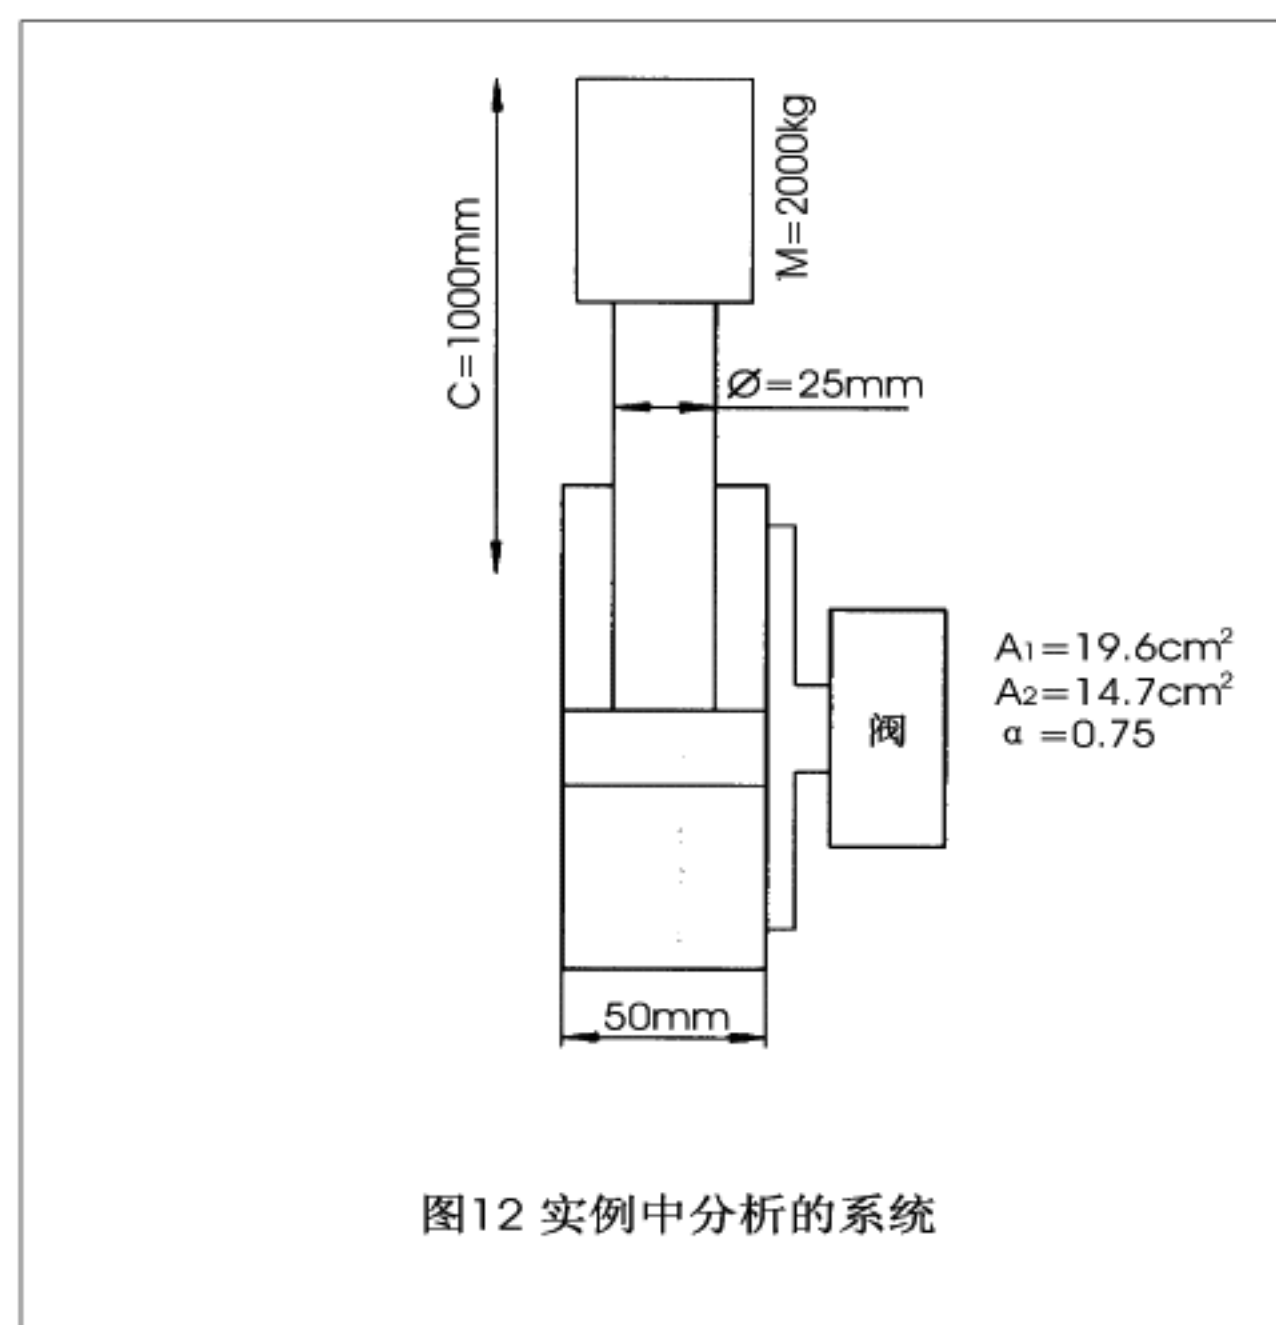 M=2000kg
C=1000mm
Ø=25mm
A1=19.6cm²
A2=14.7cm²
α =0.75
阀
50mm
图12 实例中分析的系统